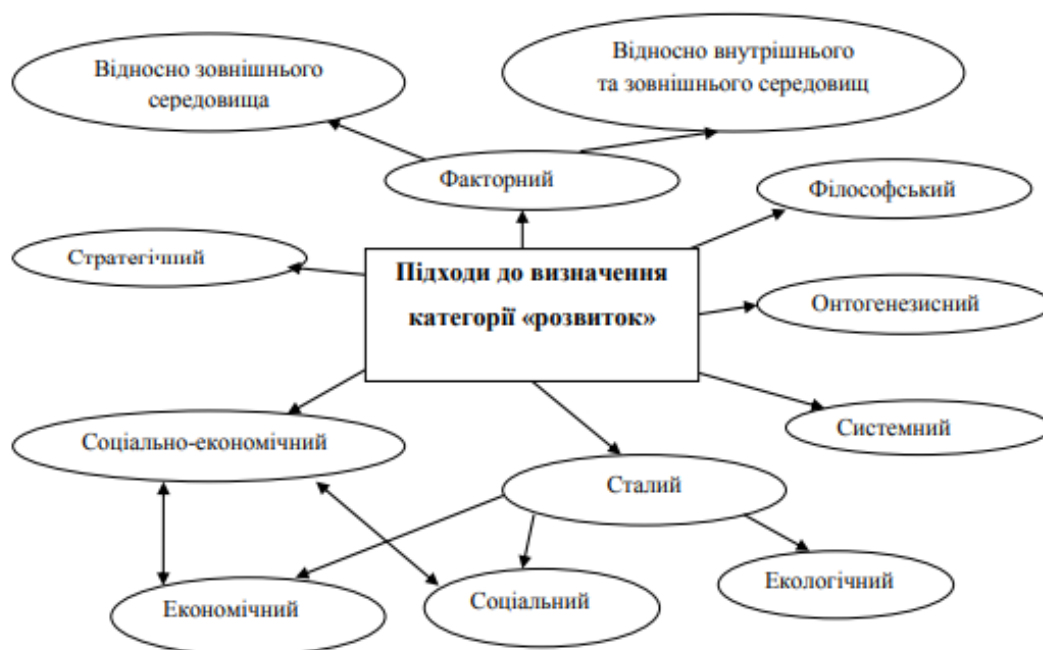 Відносно зовнішнього
середовища
Відносно внутрішнього
та зовнішнього середовищ
Факторний
Філософський
Стратегічний
Підходи до визначення
категорії «розвиток»
Онтогенезисний
Соціально-економічний
Системний
Сталий
Економічний
Соціальний
Екологічний